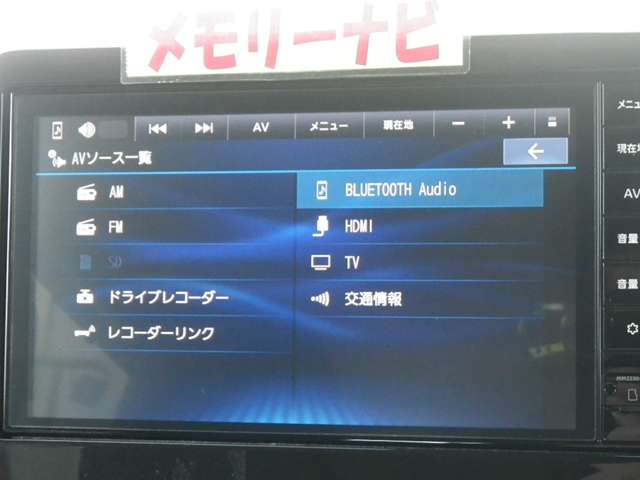 メモリーナビ
AV
メニュー
現在地
AVソース一覧
AM
BLUETOOTH Audio
FM
HDMI
SD
TV
ドライブレコーダー
交通情報
レコーダーリンク
メニュ
現在地
AV
音量
音量